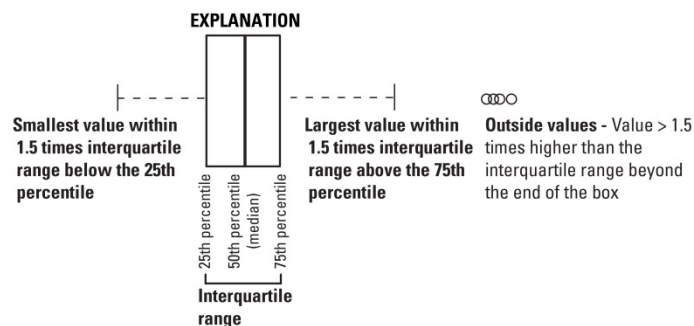 EXPLANATION
Smallest value within
1.5 times interquartile
range below the 25th
percentile
Largest value within
1.5 times interquartile
range above the 75th
percentile
Outside values - Value > 1.5
times higher than the
interquartile range beyond
the end of the box
25th percentile
50th percentile
(median)
75th percentile
Interquartile
range